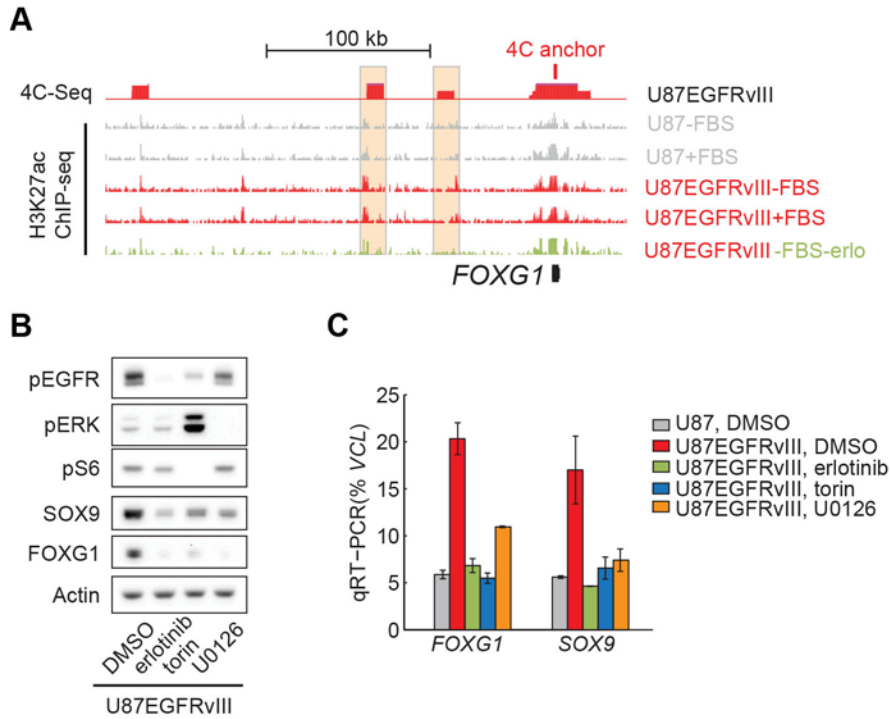 A
100 kb
4C anchor
4C-Seq
U87EGFRvIII
H3K27ac
ChIP-seq
U87-FBS
U87+FBS
U87EGFRvIII-FBS
U87EGFRvIII+FBS
U87EGFRvIII -FBS-erlo
FOXG1
B
pEGFR
pERK
pS6
SOX9
FOXG1
Actin
DMSO
erlotinib
torin
U0126
U87EGFRvIII
C
qRT-PCR(% VCL)
25
20
15
10
5
0
FOXG1
SOX9
U87, DMSO
U87EGFRvIII, DMSO
U87EGFRvIII, erlotinib
U87EGFRvIII, torin
U87EGFRvIII, U0126